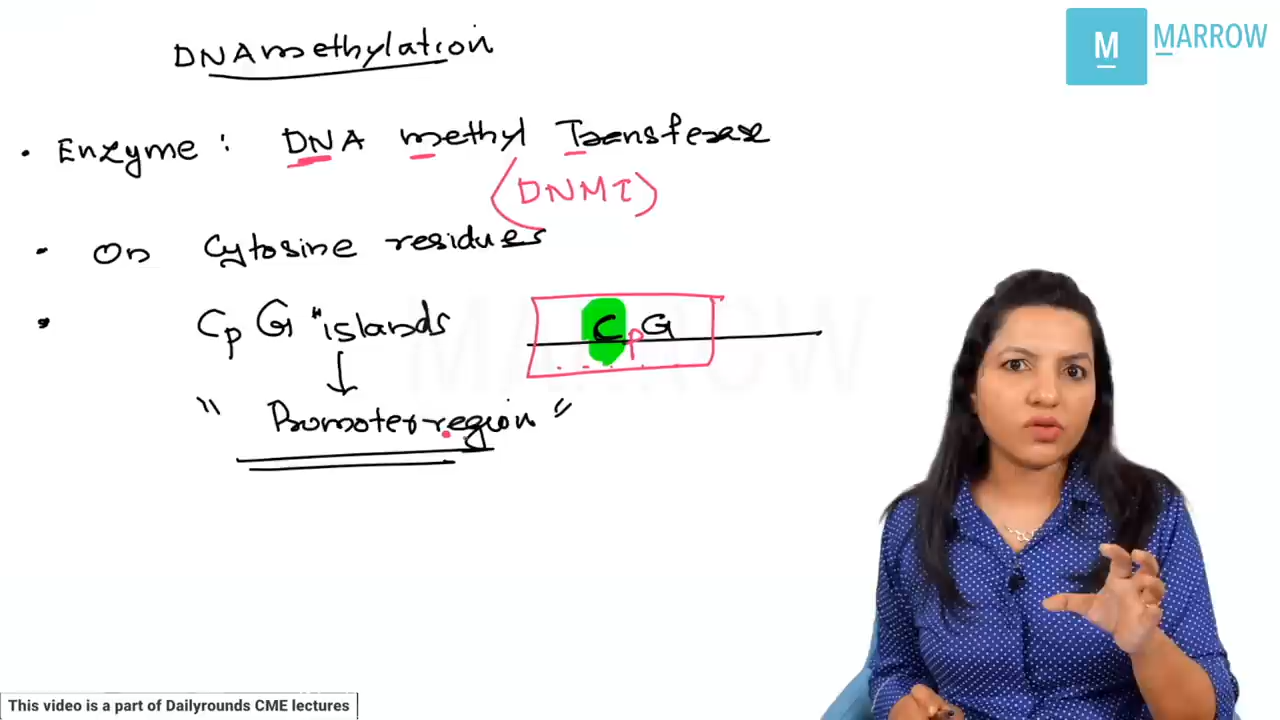 DNA methylation
M MARROW
• Enzyme : DNA methyl Transferase
(DNMT)
• On Cytosine residues
• CpG "islands
CpG
" Promoter region "
MARROW
This video is a part of Dailyrounds CME lectures